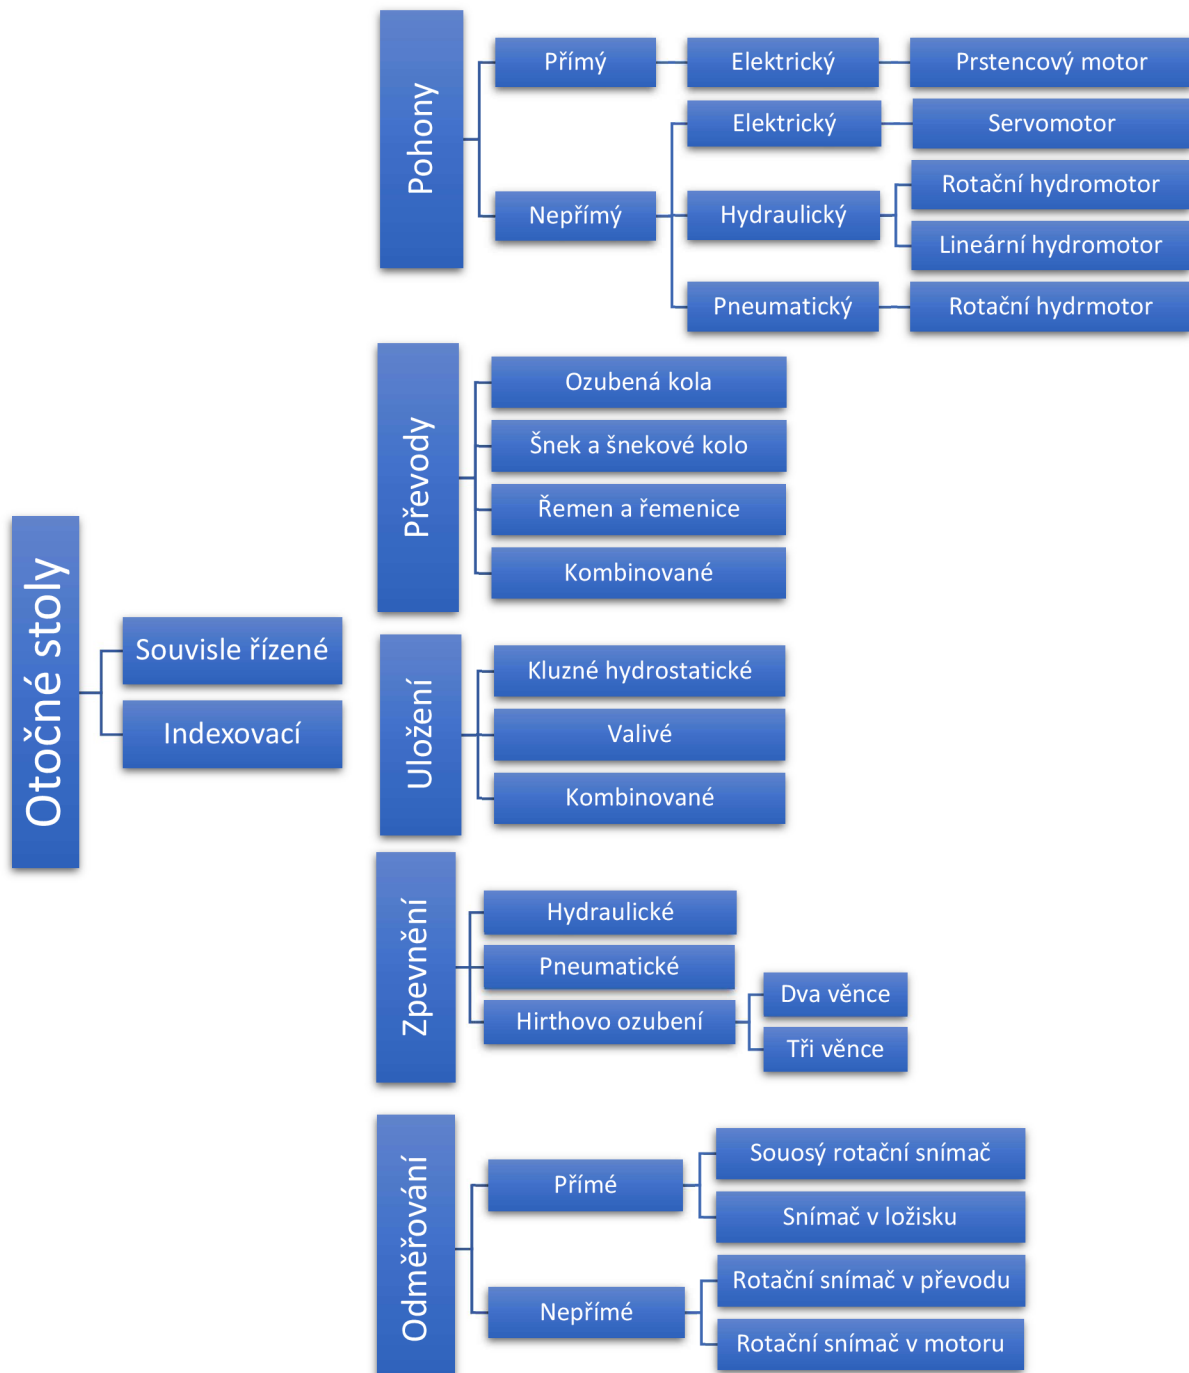 Otočné stoly
Souvisle řízené
Indexovací
Pohony
Přímý
Elektrický
Prstencový motor
Nepřímý
Elektrický
Servomotor
Hydraulický
Rotační hydromotor
Lineární hydromotor
Pneumatický
Rotační hydrmotor
Převody
Ozubená kola
Šnek a šnekové kolo
Řemen a řemenice
Kombinované
Uložení
Kluzné hydrostatické
Valivé
Kombinované
Zpevnění
Hydraulické
Pneumatické
Hirthovo ozubení
Dva věnce
Tři věnce
Odměřování
Přímé
Souosý rotační snímač
Snímač v ložisku
Nepřímé
Rotační snímač v převodu
Rotační snímač v motoru